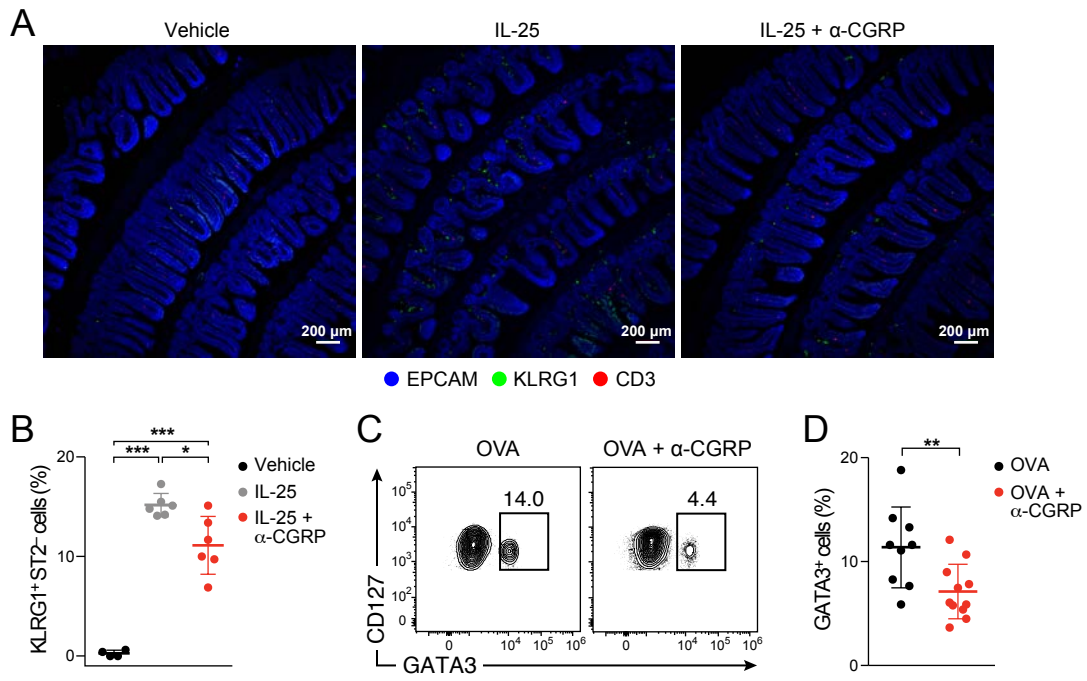 A
Vehicle
IL-25
IL-25 + α-CGRP
200 µm
200 µm
200 µm
EPCAM KLRG1 CD3
B
*** 
*** *
20
10
0
KLRG1⁺ ST2⁻ cells (%)
Vehicle
IL-25
IL-25 +
α-CGRP
C
OVA
OVA + α-CGRP
14.0
4.4
10⁵
10⁴
10³
10²
0
0 10⁴ 10⁵ 10⁶
0 10⁴ 10⁵ 10⁶
CD127
GATA3
D
**
20
10
0
GATA3⁺ cells (%)
OVA
OVA +
α-CGRP